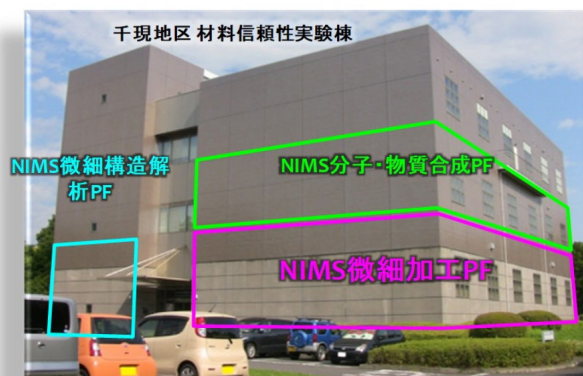 千現地区 材料信頼性実験棟
NIMS微細構造解
析PF
NIMS分子・物質合成PF
NIMS微細加工PF